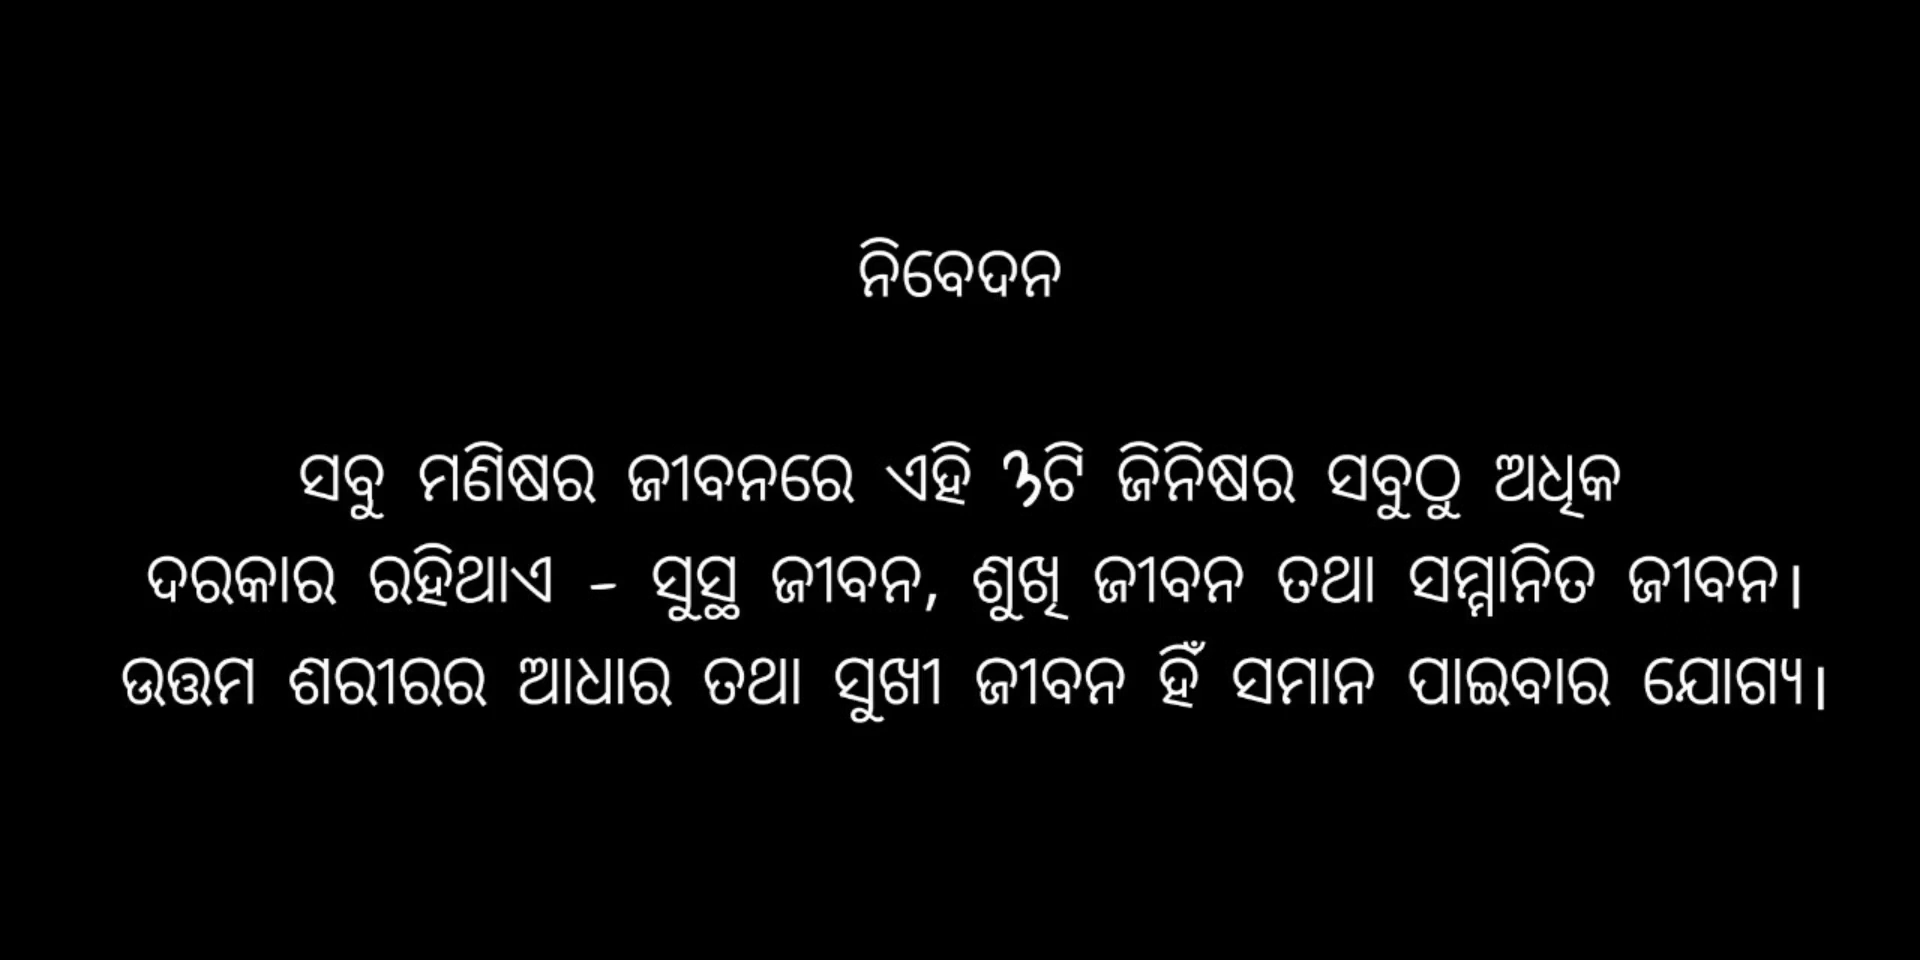 ନିବେଦନ
ସବୁ ମଣିଷର ଜୀବନରେ ଏହି 3ଟି ଜିନିଷର ସବୁଠୁ ଅଧିକ
ଦରକାର ରହିଥାଏ - ସୁସ୍ଥ ଜୀବନ, ଶୁଖି ଜୀବନ ତଥା ସମ୍ମାନିତ ଜୀବନ।
ଉତ୍ତମ ଶରୀରର ଆଧାର ତଥା ସୁଖୀ ଜୀବନ ହିଁ ସମାନ ପାଇବାର ଯୋଗ୍ୟ।